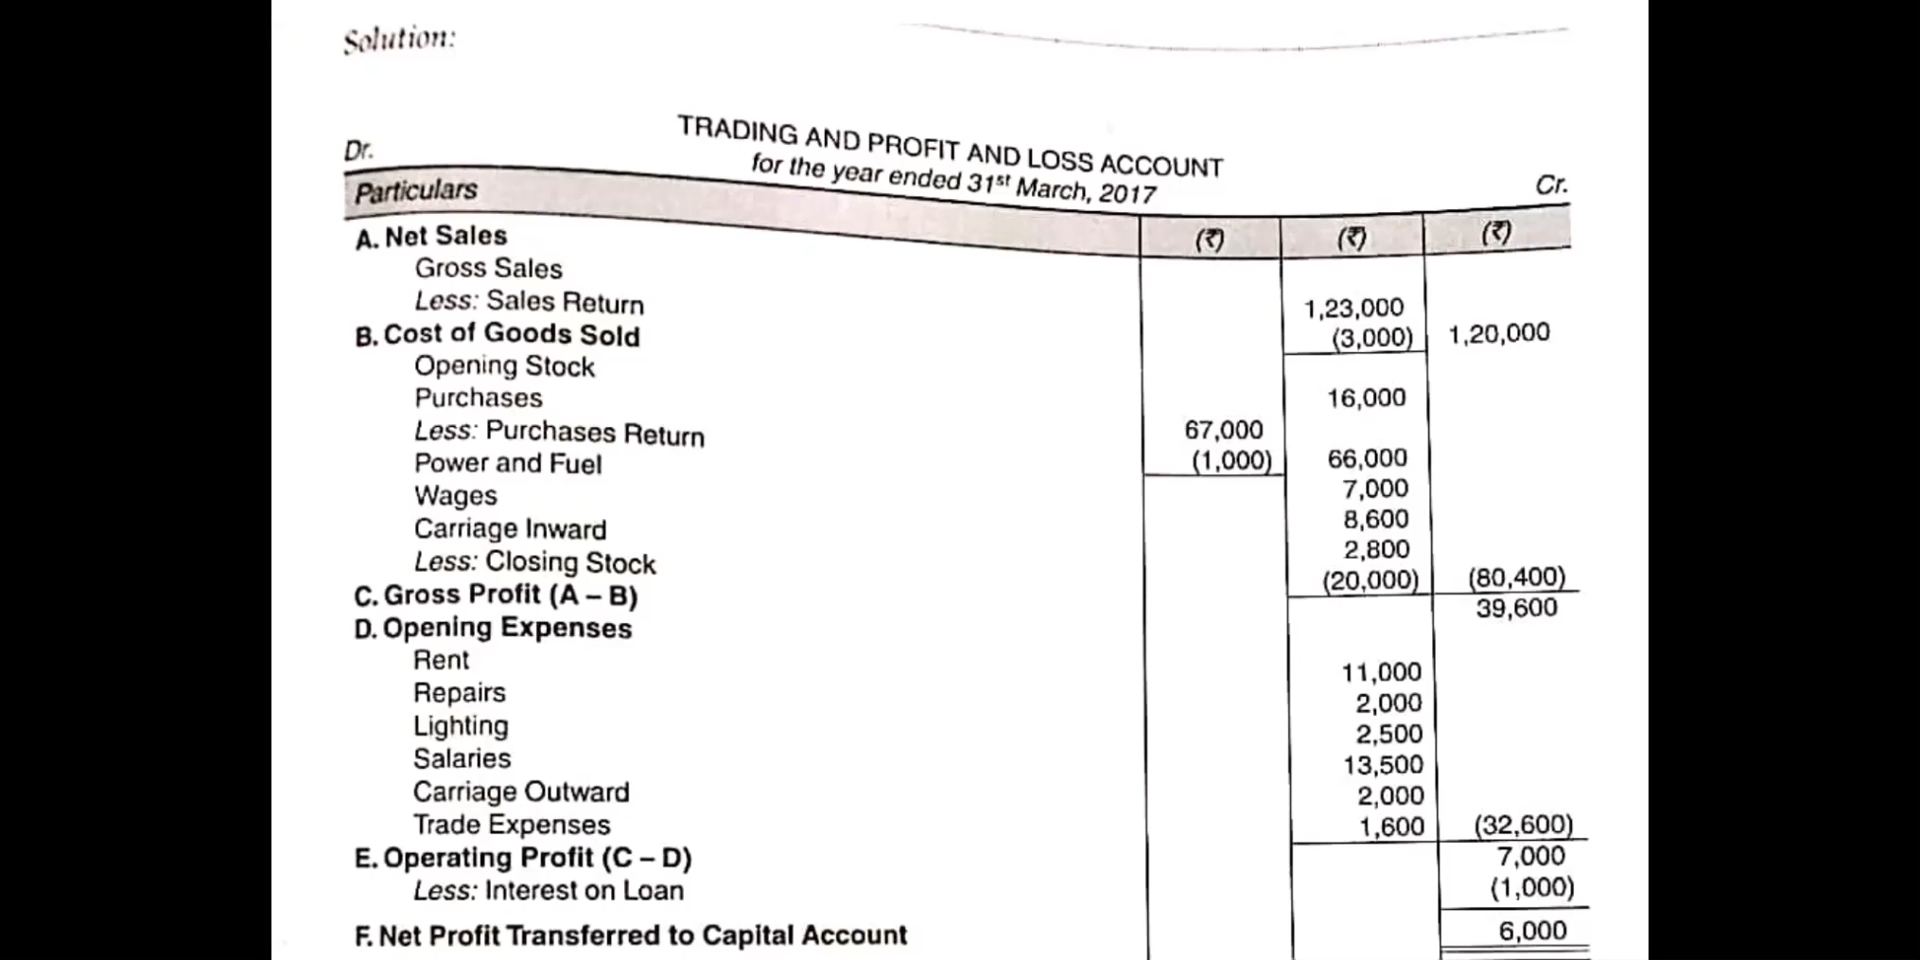 Solution:
TRADING AND PROFIT AND LOSS ACCOUNT
for the year ended 31st March, 2017
Dr. Cr.
Particulars (₹) (₹) (₹)
A. Net Sales
Gross Sales 1,23,000
Less: Sales Return (3,000) 1,20,000
B. Cost of Goods Sold
Opening Stock 16,000
Purchases 67,000
Less: Purchases Return (1,000) 66,000
Power and Fuel 7,000
Wages 8,600
Carriage Inward 2,800
Less: Closing Stock (20,000) (80,400)
C. Gross Profit (A – B) 39,600
D. Opening Expenses
Rent 11,000
Repairs 2,000
Lighting 2,500
Salaries 13,500
Carriage Outward 2,000
Trade Expenses 1,600 (32,600)
E. Operating Profit (C – D) 7,000
Less: Interest on Loan (1,000)
F. Net Profit Transferred to Capital Account 6,000